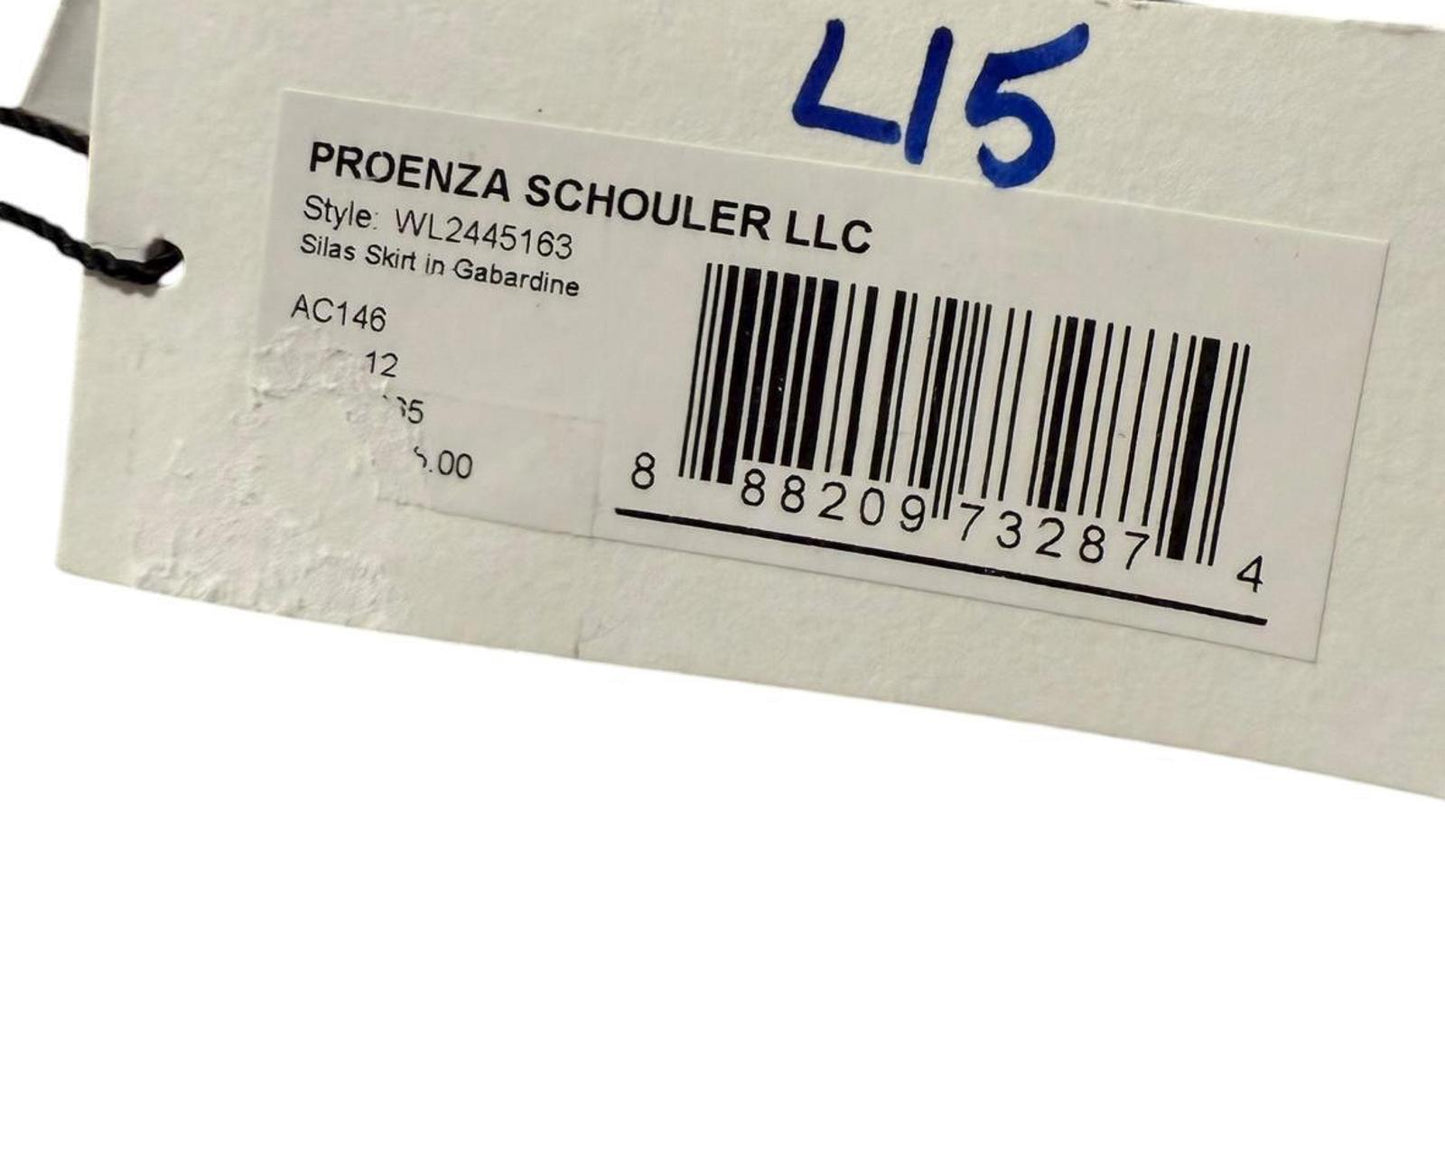 L15
PROENZA SCHOULER LLC
Style: WL2445163
Silas Skirt in Gabardine
AC146
12
8 88209 73287 4